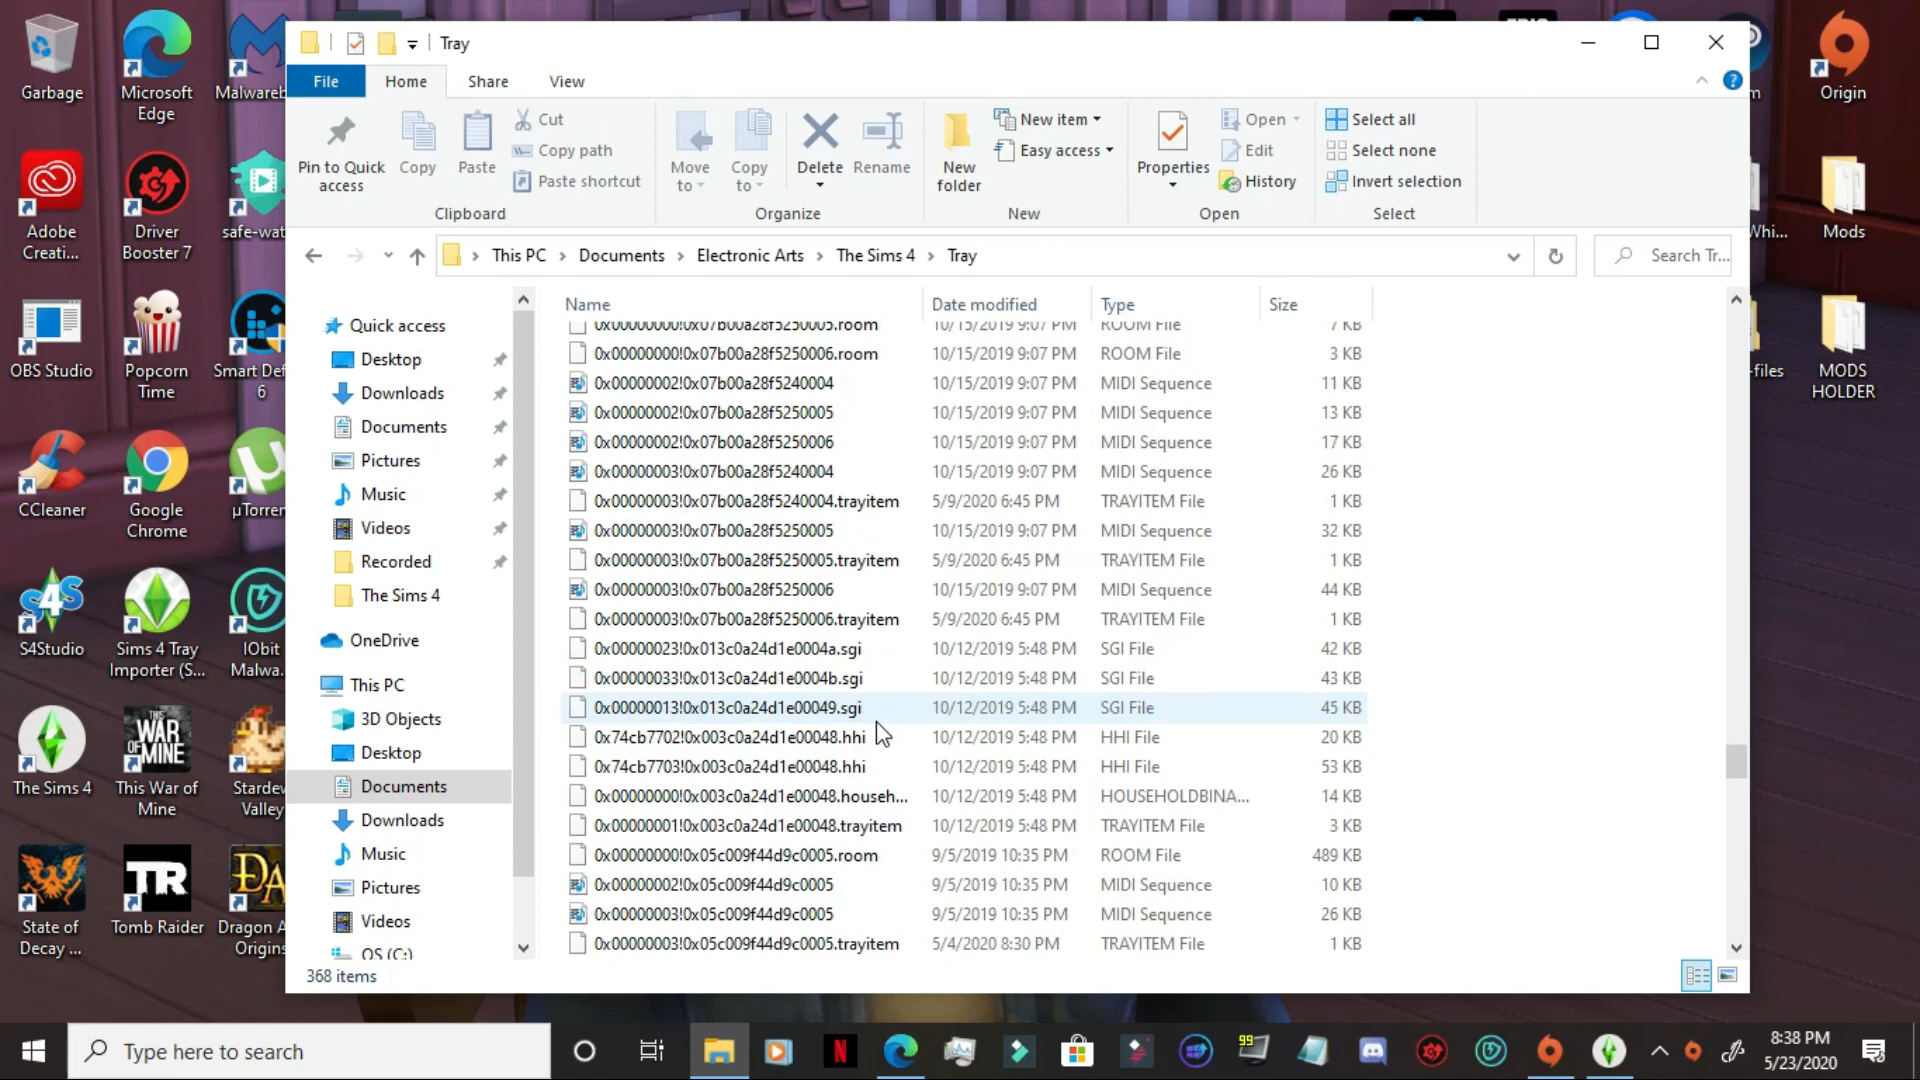 Tray
File
Home
Share
View
Pin to Quick
access
Copy
Paste
Cut
Copy path
Paste shortcut
Clipboard
Move
to
Copy
to
Delete
Rename
Organize
New
folder
New item
Easy access
New
Properties
Open
Edit
History
Open
Select all
Select none
Invert selection
Select
This PC > Documents > Electronic Arts > The Sims 4 > Tray
Search Tr...
Quick access
Desktop
Downloads
Documents
Pictures
Music
Videos
Recorded
The Sims 4
OneDrive
This PC
3D Objects
Desktop
Documents
Downloads
Music
Pictures
Videos
OS (C:)
Name Date modified Type Size
0x00000000!0x07b00a28f5250005.room 10/15/2019 9:07 PM ROOM File 7 KB
0x00000000!0x07b00a28f5250006.room 10/15/2019 9:07 PM ROOM File 3 KB
0x00000002!0x07b00a28f5240004 10/15/2019 9:07 PM MIDI Sequence 11 KB
0x00000002!0x07b00a28f5250005 10/15/2019 9:07 PM MIDI Sequence 13 KB
0x00000002!0x07b00a28f5250006 10/15/2019 9:07 PM MIDI Sequence 17 KB
0x00000003!0x07b00a28f5240004 10/15/2019 9:07 PM MIDI Sequence 26 KB
0x00000003!0x07b00a28f5240004.trayitem 5/9/2020 6:45 PM TRAYITEM File 1 KB
0x00000003!0x07b00a28f5250005 10/15/2019 9:07 PM MIDI Sequence 32 KB
0x00000003!0x07b00a28f5250005.trayitem 5/9/2020 6:45 PM TRAYITEM File 1 KB
0x00000003!0x07b00a28f5250006 10/15/2019 9:07 PM MIDI Sequence 44 KB
0x00000003!0x07b00a28f5250006.trayitem 5/9/2020 6:45 PM TRAYITEM File 1 KB
0x00000023!0x013c0a24d1e0004a.sgi 10/12/2019 5:48 PM SGI File 42 KB
0x00000033!0x013c0a24d1e0004b.sgi 10/12/2019 5:48 PM SGI File 43 KB
0x00000013!0x013c0a24d1e00049.sgi 10/12/2019 5:48 PM SGI File 45 KB
0x74cb7702!0x003c0a24d1e00048.hhi 10/12/2019 5:48 PM HHI File 20 KB
0x74cb7703!0x003c0a24d1e00048.hhi 10/12/2019 5:48 PM HHI File 53 KB
0x00000000!0x003c0a24d1e00048.househ... 10/12/2019 5:48 PM HOUSEHOLDBINA... 14 KB
0x00000001!0x003c0a24d1e00048.trayitem 10/12/2019 5:48 PM TRAYITEM File 3 KB
0x00000000!0x05c009f44d9c0005.room 9/5/2019 10:35 PM ROOM File 489 KB
0x00000002!0x05c009f44d9c0005 9/5/2019 10:35 PM MIDI Sequence 10 KB
0x00000003!0x05c009f44d9c0005 9/5/2019 10:35 PM MIDI Sequence 26 KB
0x00000003!0x05c009f44d9c0005.trayitem 5/4/2020 8:30 PM TRAYITEM File 1 KB
368 items
Garbage
Microsoft
Edge
Malwareb
Adobe
Creati...
Driver
Booster 7
safe-wat
OBS Studio
Popcorn
Time
Smart Def
6
CCleaner
Google
Chrome
µTorren
S4Studio
Sims 4 Tray
Importer (S...
IObit
Malwa...
The Sims 4
THIS
WAR
OF
MINE
This War of
Mine
Stardew
Valley
State of
Decay ...
TR
Tomb Raider
DA
Dragon A
Origins
Origin
Mods
Whi...
MODS
HOLDER
-files
Type here to search
99
8:38 PM
5/23/2020